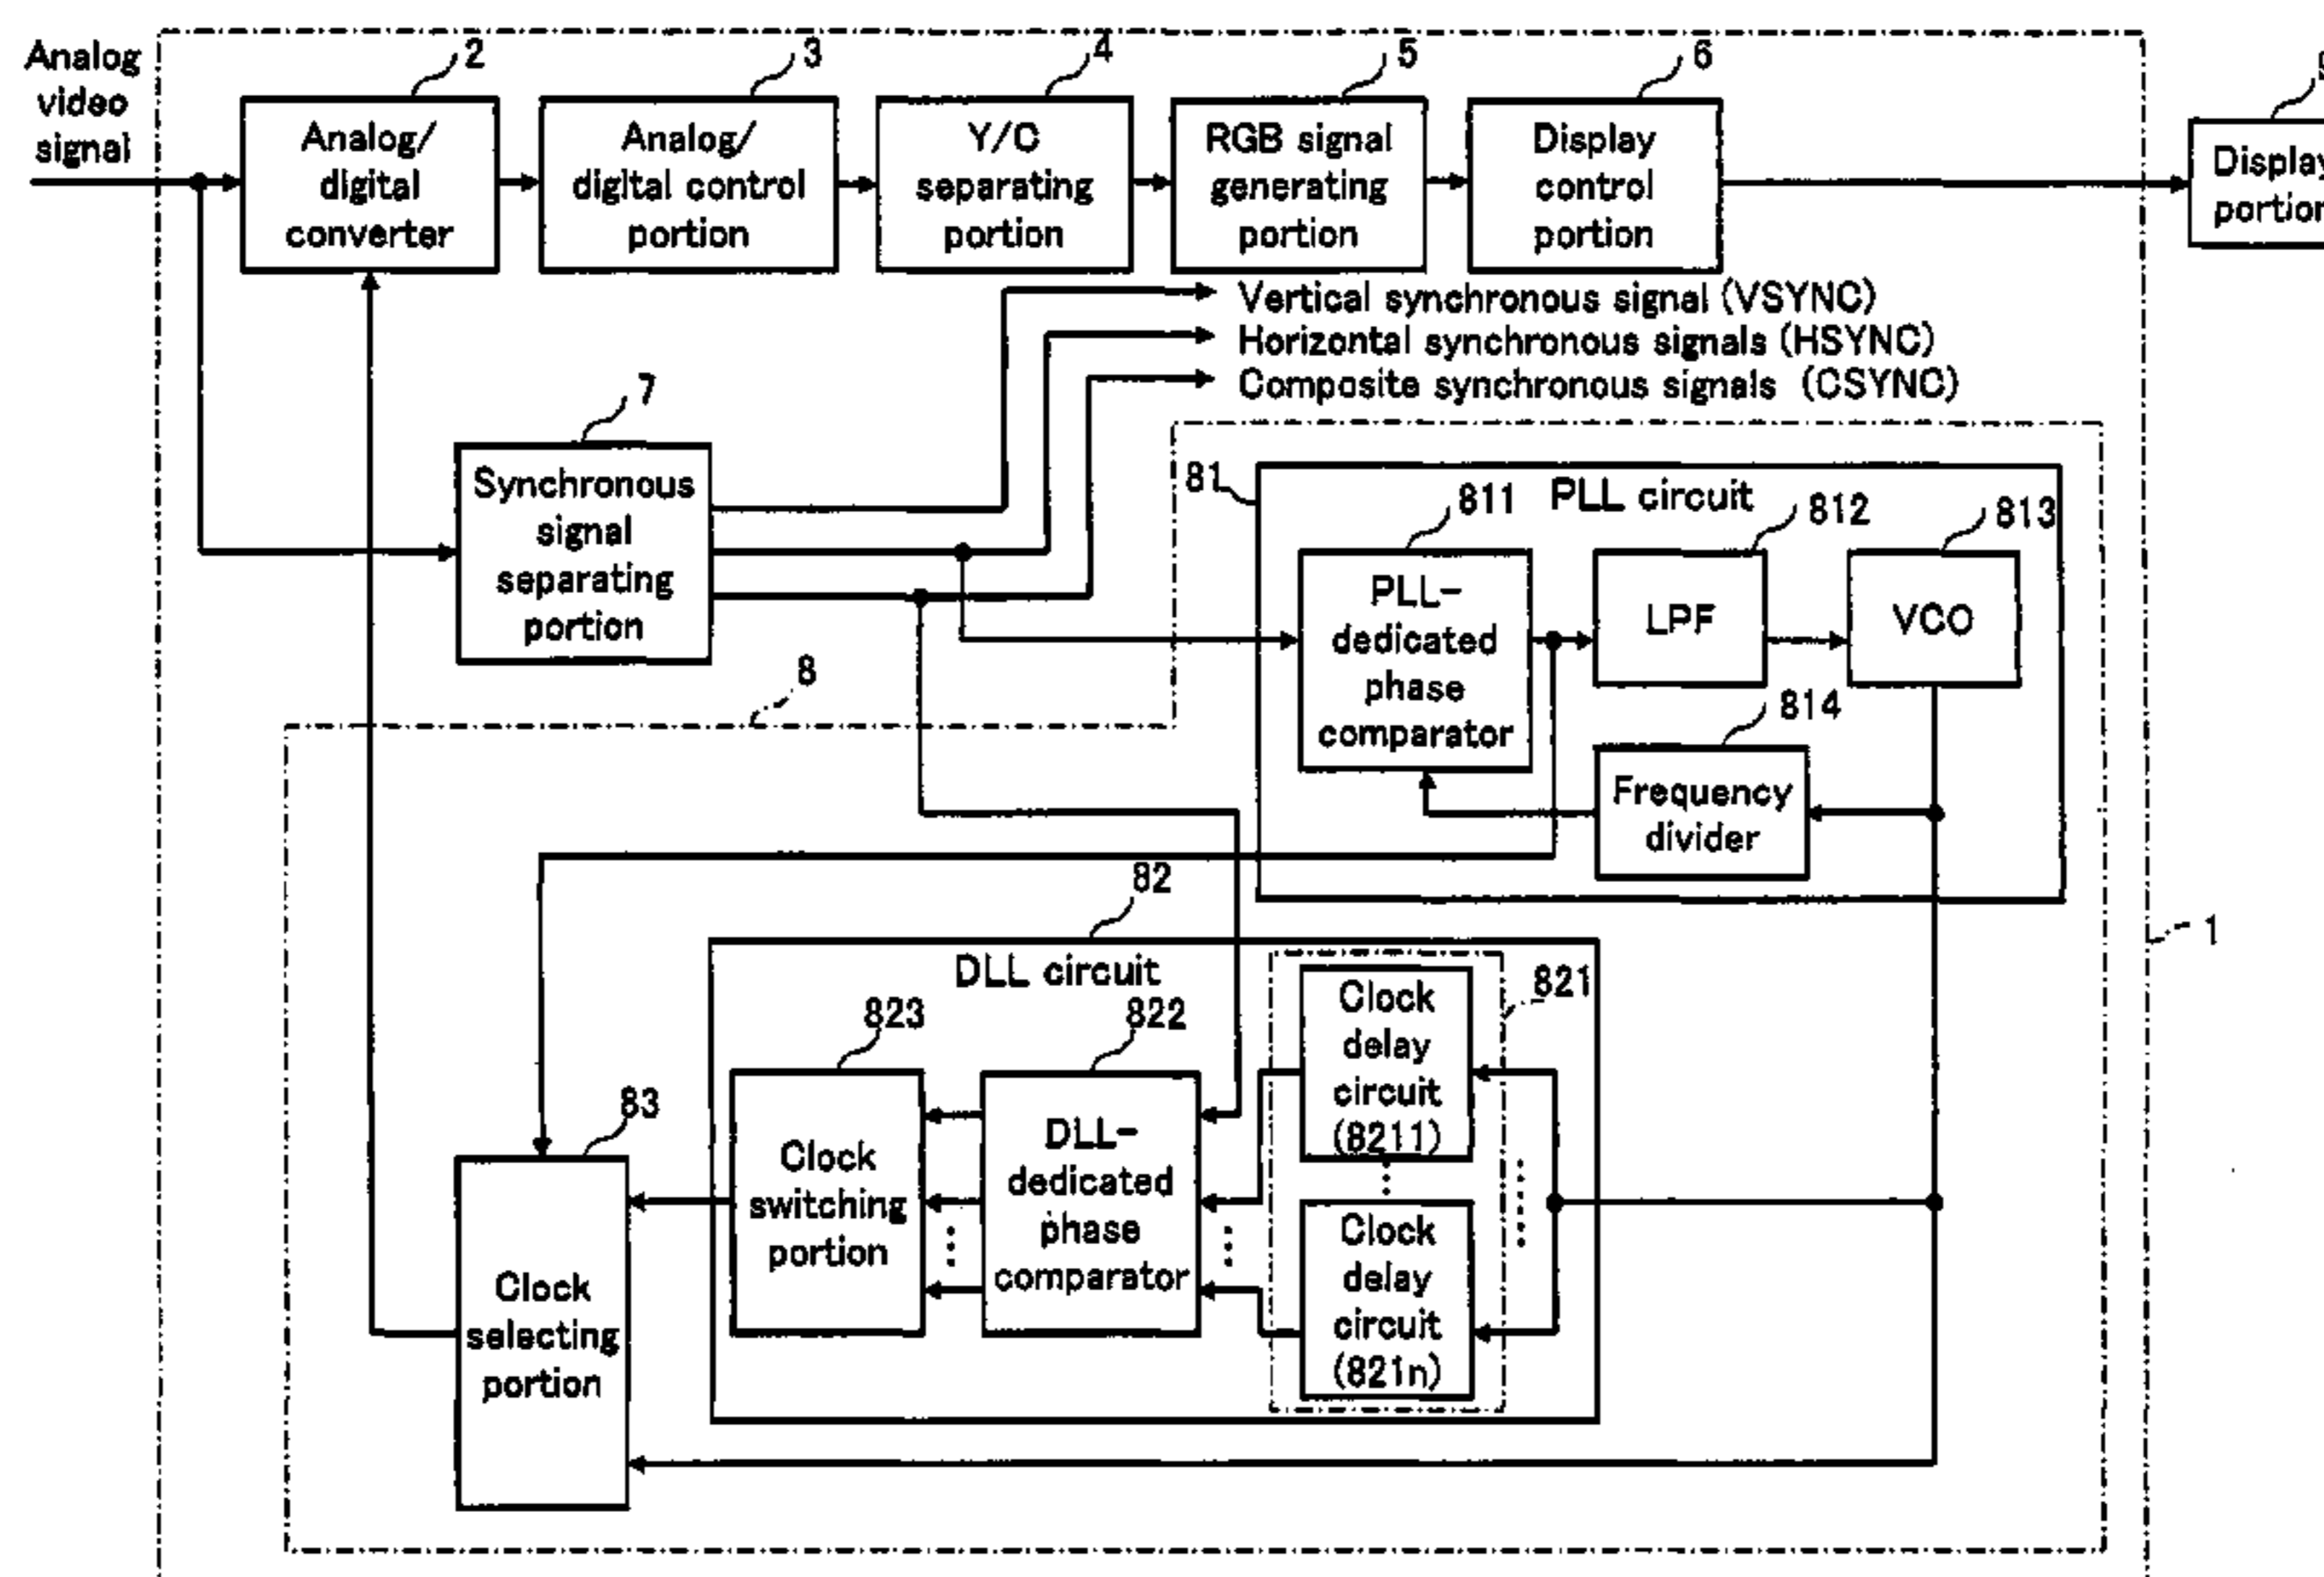 Analog
video
signal
2
3
4
5
6
Analog/
digital
converter
Analog/
digital control
portion
Y/C
separating
portion
RGB signal
generating
portion
Display
control
portion
Display
portion
Vertical synchronous signal (VSYNC)
Horizontal synchronous signals (HSYNC)
Composite synchronous signals (CSYNC)
7
Synchronous
signal
separating
portion
8
81
PLL circuit
811
812
813
PLL-
dedicated
phase
comparator
LPF
VCO
814
Frequency
divider
1
82
DLL circuit
821
822
823
83
Clock
delay
circuit
(8211)
Clock
delay
circuit
(821n)
DLL-
dedicated
phase
comparator
Clock
switching
portion
Clock
selecting
portion